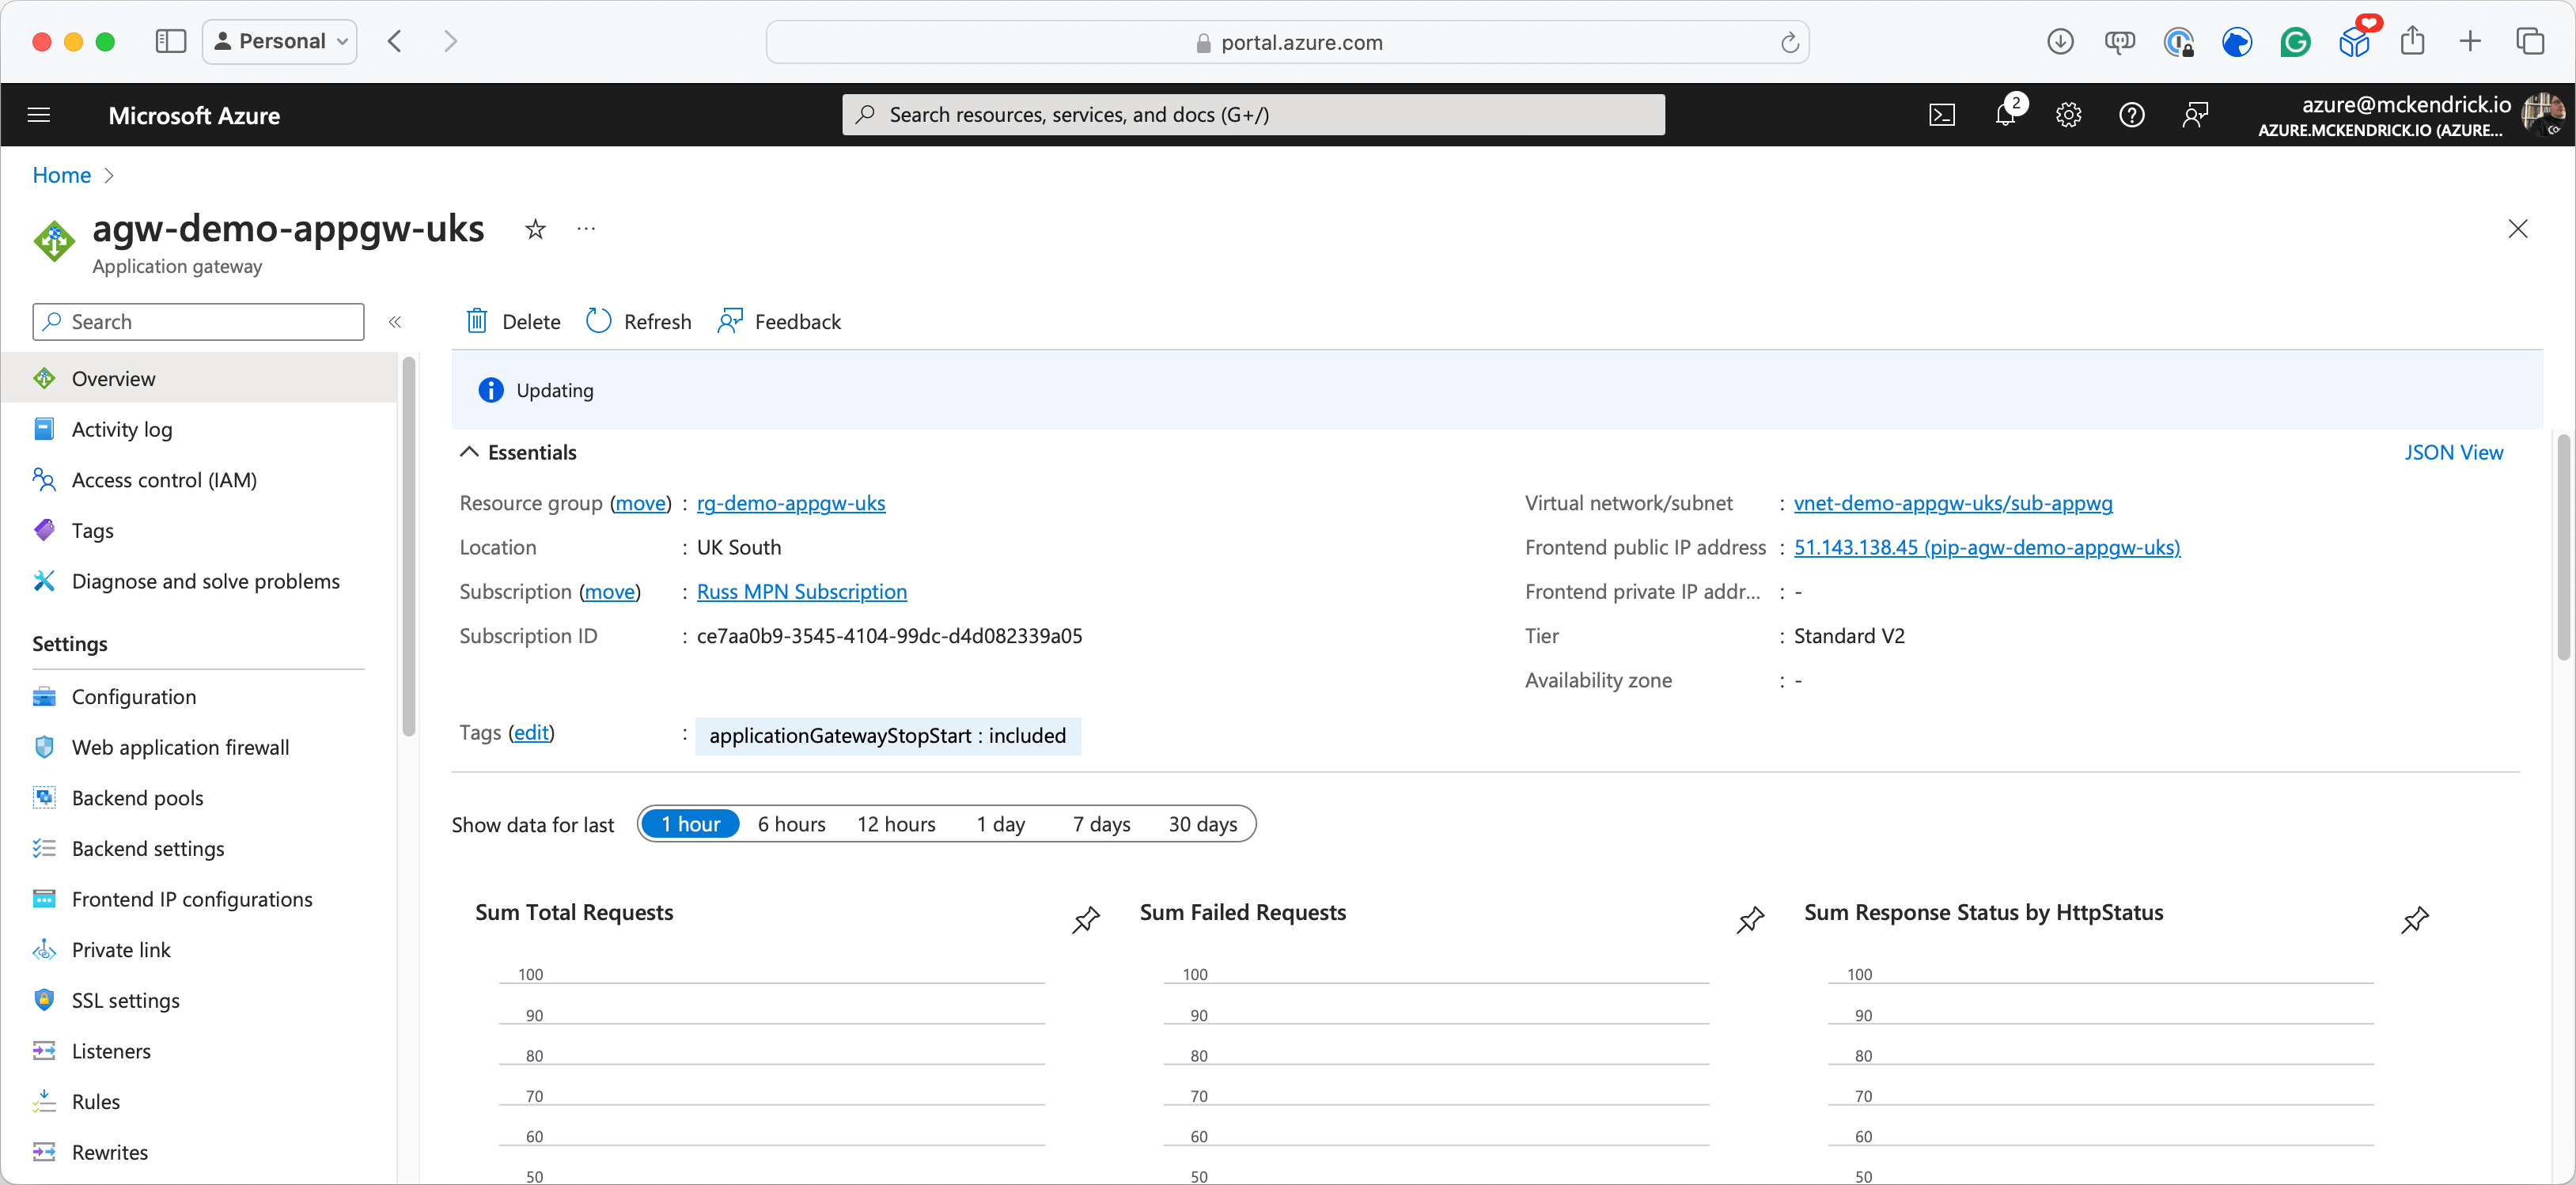 Personal
portal.azure.com
Microsoft Azure
Search resources, services, and docs (G+/)
2
azure@mckendrick.io
AZURE.MCKENDRICK.IO (AZURE...
Home
agw-demo-appgw-uks
...
Application gateway
Search
«
Delete
Refresh
Feedback
Overview
Activity log
Access control (IAM)
Tags
Diagnose and solve problems
Settings
Configuration
Web application firewall
Backend pools
Backend settings
Frontend IP configurations
Private link
SSL settings
Listeners
Rules
Rewrites
Updating
Essentials
JSON View
Resource group (move) : rg-demo-appgw-uks
Location : UK South
Subscription (move) : Russ MPN Subscription
Subscription ID : ce7aa0b9-3545-4104-99dc-d4d082339a05
Virtual network/subnet : vnet-demo-appgw-uks/sub-appwg
Frontend public IP address : 51.143.138.45 (pip-agw-demo-appgw-uks)
Frontend private IP addr... : -
Tier : Standard V2
Availability zone : -
Tags (edit) : applicationGatewayStopStart : included
Show data for last 1 hour 6 hours 12 hours 1 day 7 days 30 days
Sum Total Requests
100
90
80
70
60
50
Sum Failed Requests
100
90
80
70
60
50
Sum Response Status by HttpStatus
100
90
80
70
60
50